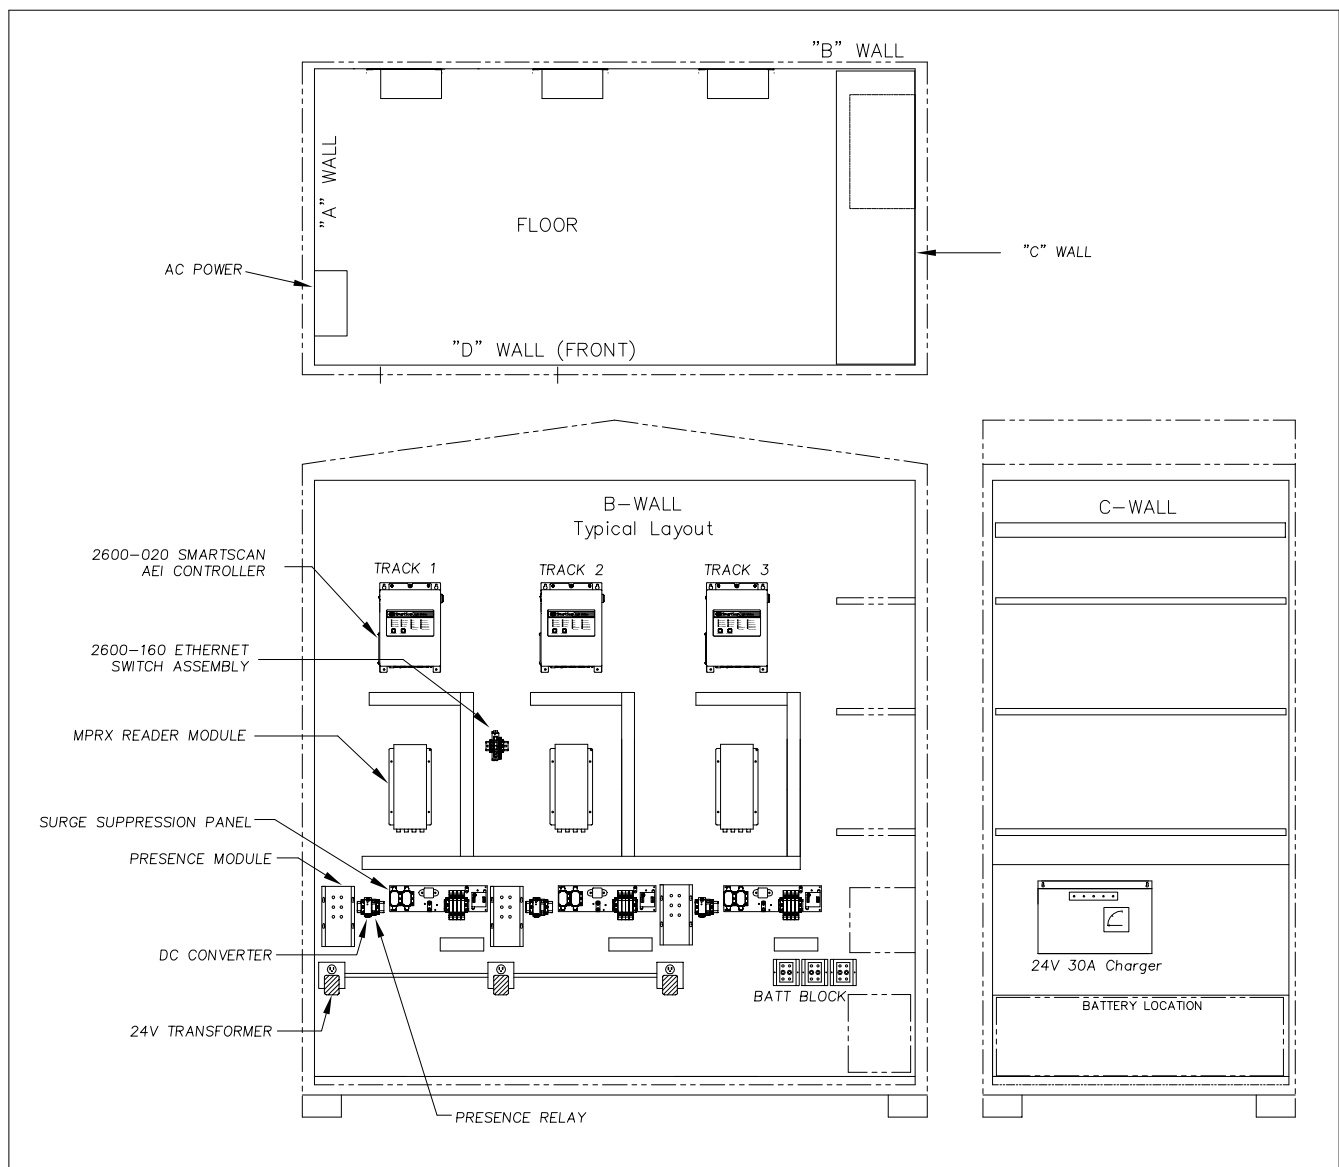 "B" WALL
"A" WALL
FLOOR
"C" WALL
AC POWER
"D" WALL (FRONT)
B-WALL
Typical Layout
C-WALL
2600-020 SMARTSCAN
AEI CONTROLLER
TRACK 1
TRACK 2
TRACK 3
2600-160 ETHERNET
SWITCH ASSEMBLY
MPRX READER MODULE
SURGE SUPPRESSION PANEL
PRESENCE MODULE
DC CONVERTER
24V 30A Charger
BATT BLOCK
BATTERY LOCATION
24V TRANSFORMER
PRESENCE RELAY